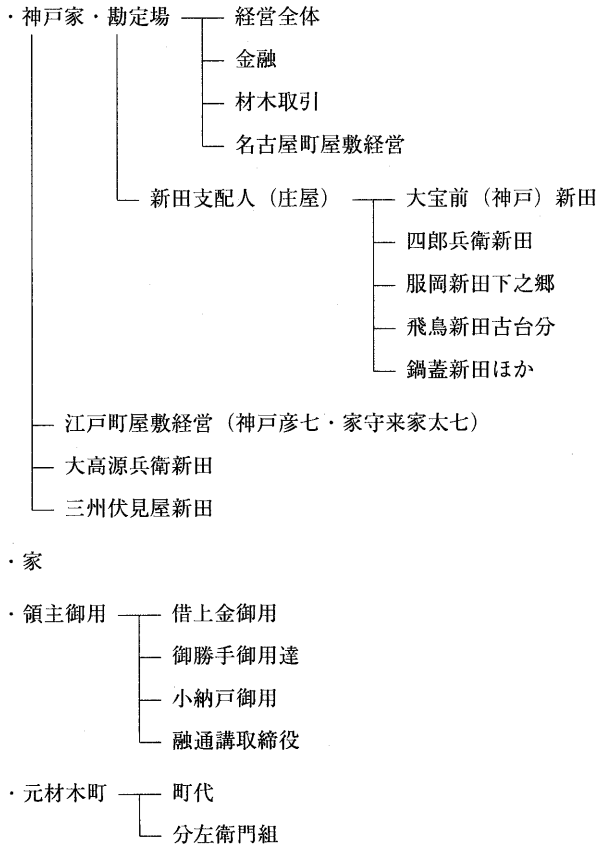 ・神戸家・勘定場 経営全体
金融
材木取引
名古屋町屋敷経営
新田支配人（庄屋） 大宝前（神戸）新田
四郎兵衛新田
服岡新田下之郷
飛鳥新田古台分
鍋蓋新田ほか
江戸町屋敷経営（神戸彦七・家守来家太七）
大高源兵衛新田
三州伏見屋新田
・家
・領主御用 借上金御用
御勝手御用達
小納戸御用
融通講取締役
・元材木町 町代
分左衛門組